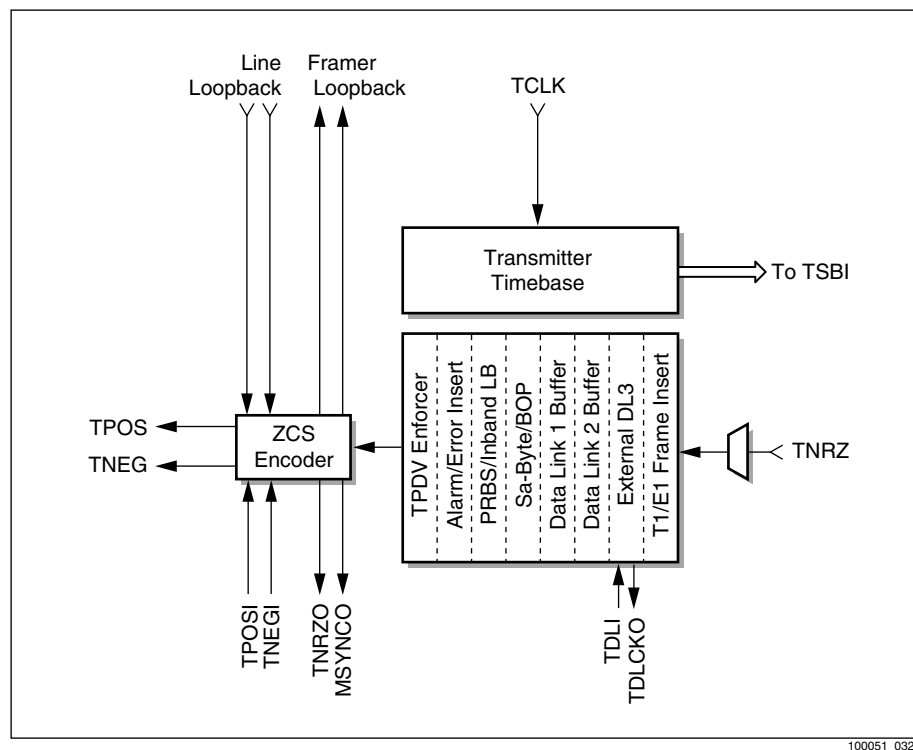 Line
Loopback
Framer
Loopback
TCLK
Transmitter
Timebase
To TSBI
TPOS
TNEG
ZCS
Encoder
TPDV Enforcer
Alarm/Error Insert
PRBS/Inband LB
Sa-Byte/BOP
Data Link 1 Buffer
Data Link 2 Buffer
External DL3
T1/E1 Frame Insert
TNRZ
TPOSI
TNEGI
TNRZO
MSYNCO
TDLI
TDLCKO
100051_032